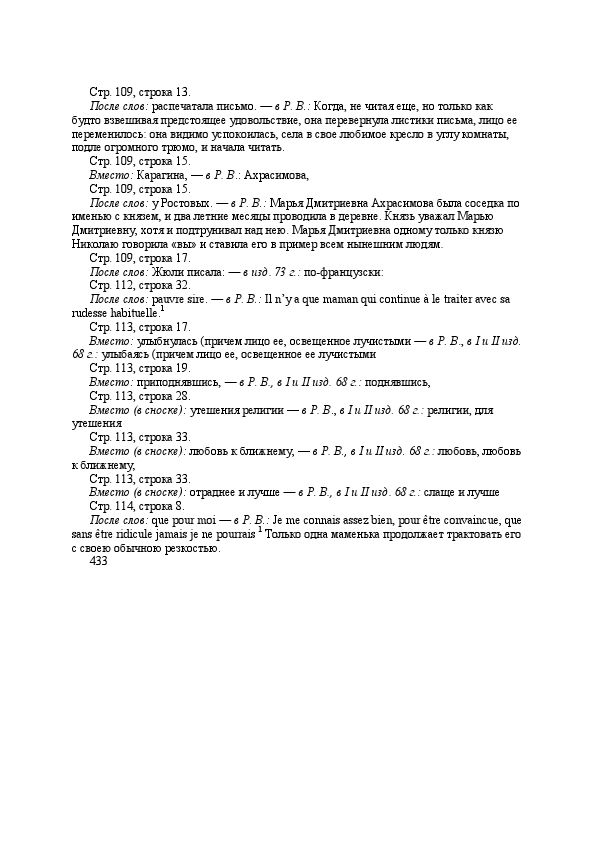 Стр. 109, строка 13.
После слов: распечатала письмо. — в Р. В.: Когда, не читая еще, но только как
будто взвешивая предстоящее удовольствие, она перевернула листики письма, лицо ее
переменилось: она видимо успокоилась, села в свое любимое кресло в углу комнаты,
подле огромного трюмо, и начала читать.
Стр. 109, строка 15.
Вместо: Карагина, — в Р. В.: Ахрасимова,
Стр. 109, строка 15.
После слов: у Ростовых. — в Р. В.: Марья Дмитриевна Ахрасимова была соседка по
именью с князем, и два летние месяцы проводила в деревне. Князь уважал Марью
Дмитриевну, хотя и подтрунивал над нею. Марья Дмитриевна одному только князю
Николаю говорила «вы» и ставила его в пример всем нынешним людям.
Стр. 109, строка 17.
После слов: Жюли писала: — в изд. 73 г.: по-французски:
Стр. 112, строка 32.
После слов: pauvre sire. — в Р. В.: Il n’y a que maman qui continue à le traiter avec sa
rudesse habituelle.1
Стр. 113, строка 17.
Вместо: улыбнулась (причем лицо ее, освещенное лучистыми — в Р. В., в I и II изд.
68 г.: улыбаясь (причем лицо ее, освещенное ее лучистыми
Стр. 113, строка 19.
Вместо: приподнявшись, — в Р. В., в I и II изд. 68 г.: поднявшись,
Стр. 113, строка 28.
Вместо (в сноске): утешения религии — в Р. В., в I и II изд. 68 г.: религии, для
утешения
Стр. 113, строка 33.
Вместо (в сноске): любовь к ближнему, — в Р. В., в I и II изд. 68 г.: любовь, любовь
к ближнему,
Стр. 113, строка 33.
Вместо (в сноске): отраднее и лучше — в Р. В., в I и II изд. 68 г.: слаще и лучше
Стр. 114, строка 8.
После слов: que pour moi — в Р. В.: Je me connais assez bien, pour être convaincue, que
sans être ridicule jamais je ne pourrais 1 Только одна маменька продолжает трактовать его
с своею обычною резкостью.
433